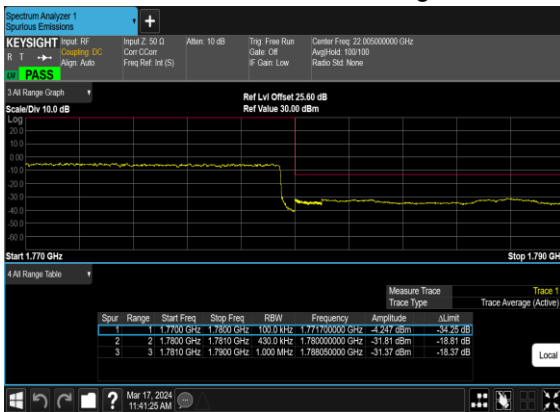 Spectrum Analyzer 1
Spurious Emissions
KEYSIGHT Input: RF Input Z: 50 Ω Atten: 10 dB Trig: Free Run Center Freq: 22.005000000 GHz
R T Coupling: DC Corr CCorr Gate: Off Avg|Hold: 100/100
Align: Auto Freq Ref: Int (S) IF Gain: Low Radio Std: None
PASS
3 All Range Graph
Ref Lvl Offset 25.60 dB
Scale/Div 10.0 dB Ref Value 30.00 dBm
Log
20.0
10.0
0.00
-10.0
-20.0
-30.0
-40.0
-50.0
-60.0
Start 1.770 GHz Stop 1.790 GH
4 All Range Table
Measure Trace Trace 1
Trace Type Trace Average (Active)
Spur Range Start Freq Stop Freq RBW Frequency Amplitude ΔLimit
1 1 1.7700 GHz 1.7800 GHz 100.0 kHz 1.771700000 GHz -4.247 dBm -34.25 dB
2 2 1.7800 GHz 1.7810 GHz 430.0 kHz 1.780000000 GHz -31.81 dBm -18.81 dB
3 3 1.7810 GHz 1.7900 GHz 1.000 MHz 1.788050000 GHz -31.37 dBm -18.37 dB
Local
?
Mar 17, 2024
11:41:25 AM